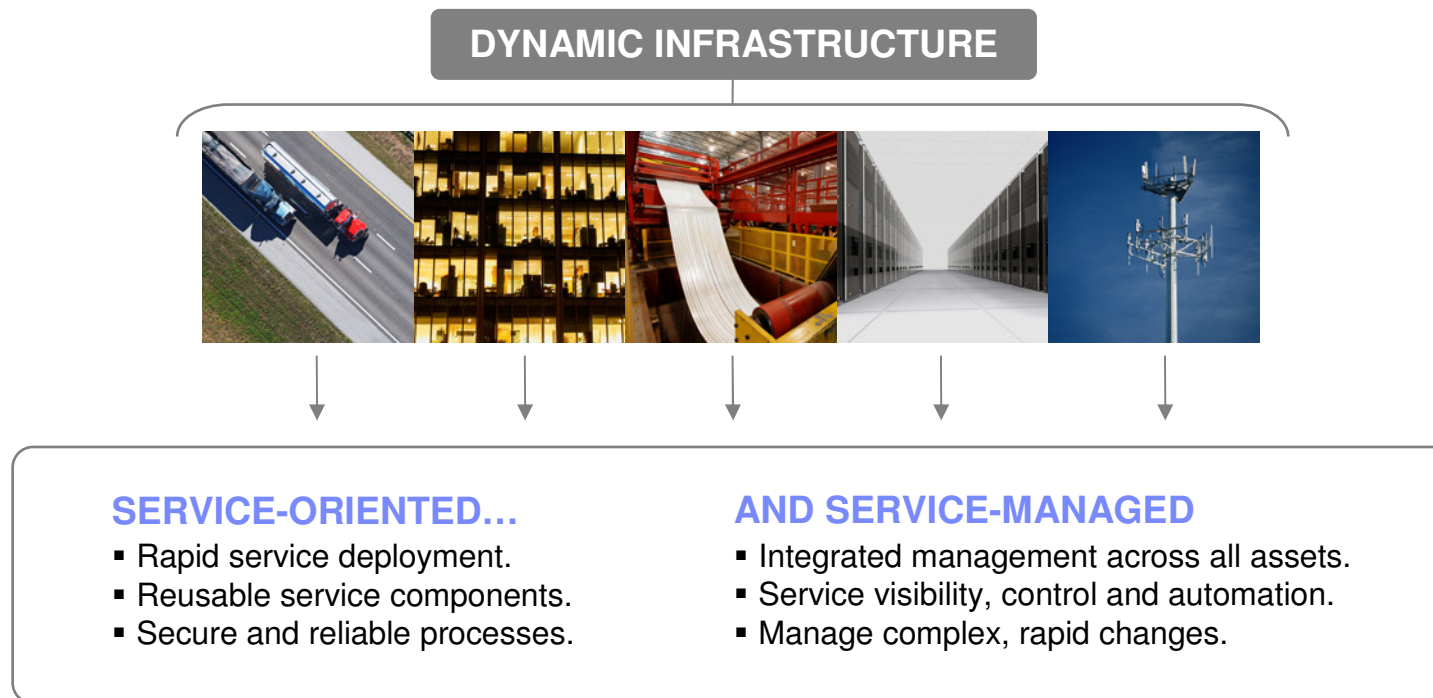 DYNAMIC INFRASTRUCTURE
SERVICE-ORIENTED…
▪ Rapid service deployment.
▪ Reusable service components.
▪ Secure and reliable processes.
AND SERVICE-MANAGED
▪ Integrated management across all assets.
▪ Service visibility, control and automation.
▪ Manage complex, rapid changes.